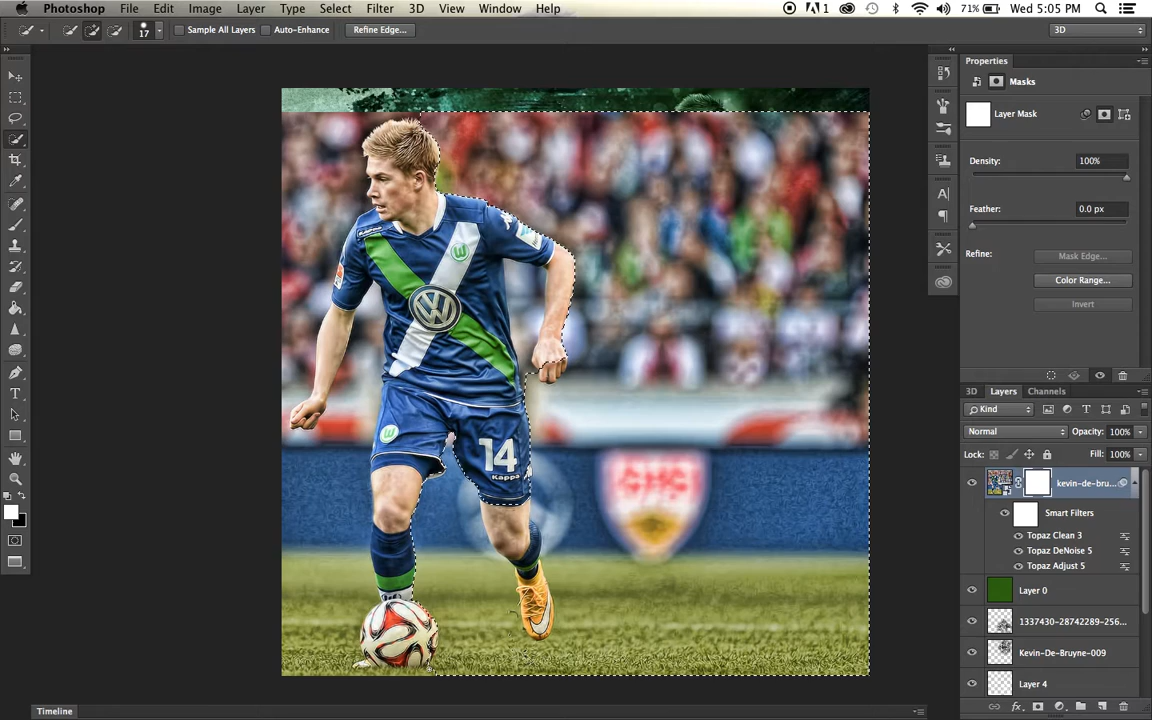 Photoshop File Edit Image Layer Type Select Filter 3D View Window Help
1 71% Wed 5:05 PM
17 Sample All Layers Auto-Enhance Refine Edge... 3D
Properties
Masks
Layer Mask
Density: 100%
Feather: 0.0 px
Refine: Mask Edge...
Color Range...
Invert
3D Layers Channels
Kind
Normal Opacity: 100%
Lock: Fill: 100%
kevin-de-bru...
Smart Filters
Topaz Clean 3
Topaz DeNoise 5
Topaz Adjust 5
Layer 0
1337430-28742289-256...
Kevin-De-Bruyne-009
Layer 4
Timeline
W
VW
W
14
Kappa